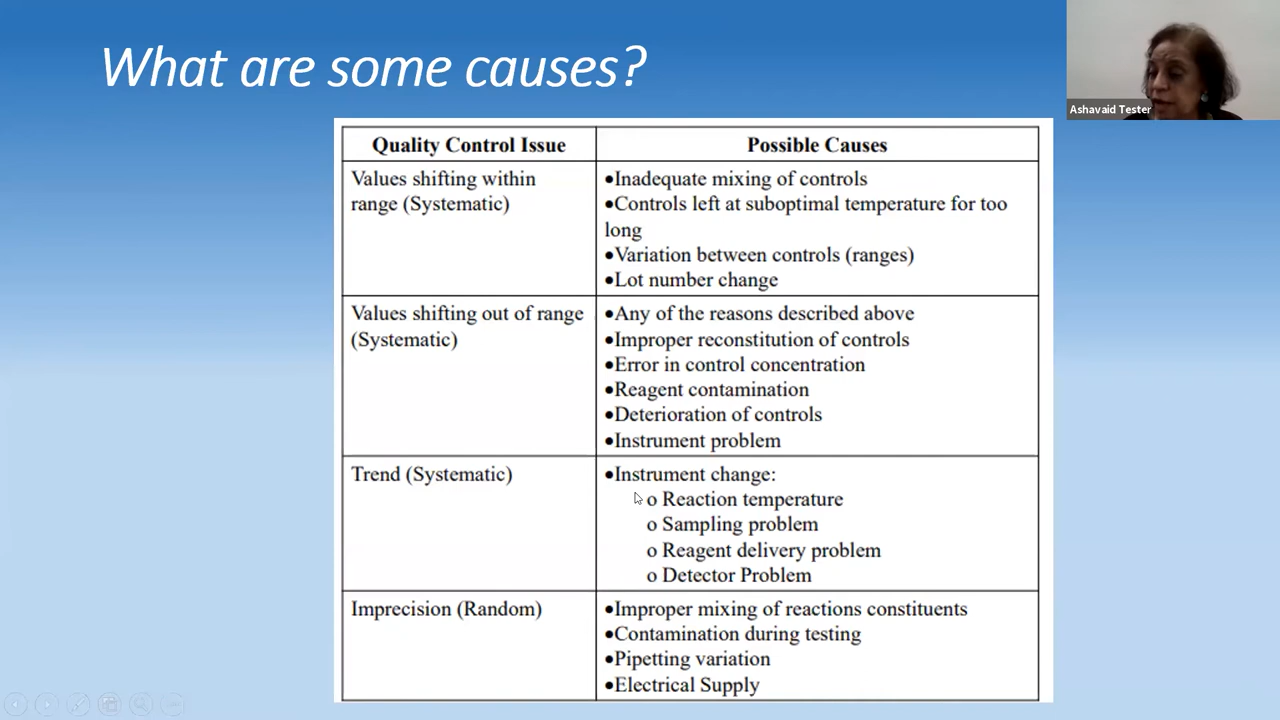 What are some causes?
Ashavaid Tester
Quality Control Issue
Possible Causes
Values shifting within
range (Systematic)
•Inadequate mixing of controls
•Controls left at suboptimal temperature for too
long
•Variation between controls (ranges)
•Lot number change
Values shifting out of range
(Systematic)
•Any of the reasons described above
•Improper reconstitution of controls
•Error in control concentration
•Reagent contamination
•Deterioration of controls
•Instrument problem
Trend (Systematic)
•Instrument change:
o Reaction temperature
o Sampling problem
o Reagent delivery problem
o Detector Problem
Imprecision (Random)
•Improper mixing of reactions constituents
•Contamination during testing
•Pipetting variation
•Electrical Supply